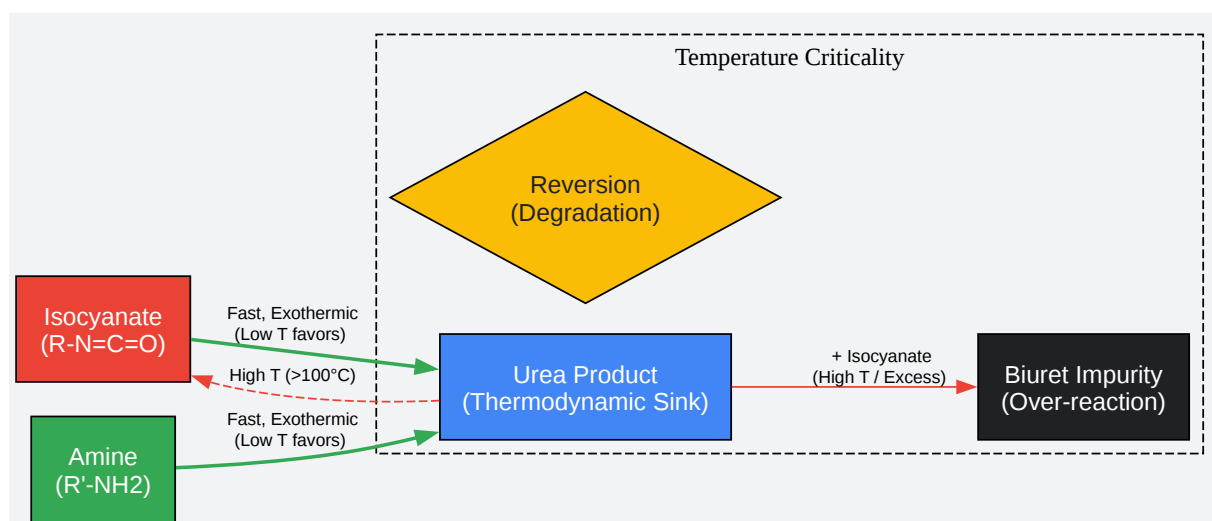 Temperature Criticality
Reversion
(Degradation)
Isocyanate
(R-N=C=O)
Fast, Exothermic
(Low T favors)
High T (>100°C)
Urea Product
(Thermodynamic Sink)
+ Isocyanate
(High T / Excess)
Biuret Impurity
(Over-reaction)
Fast, Exothermic
(Low T favors)
Amine
(R'-NH2)